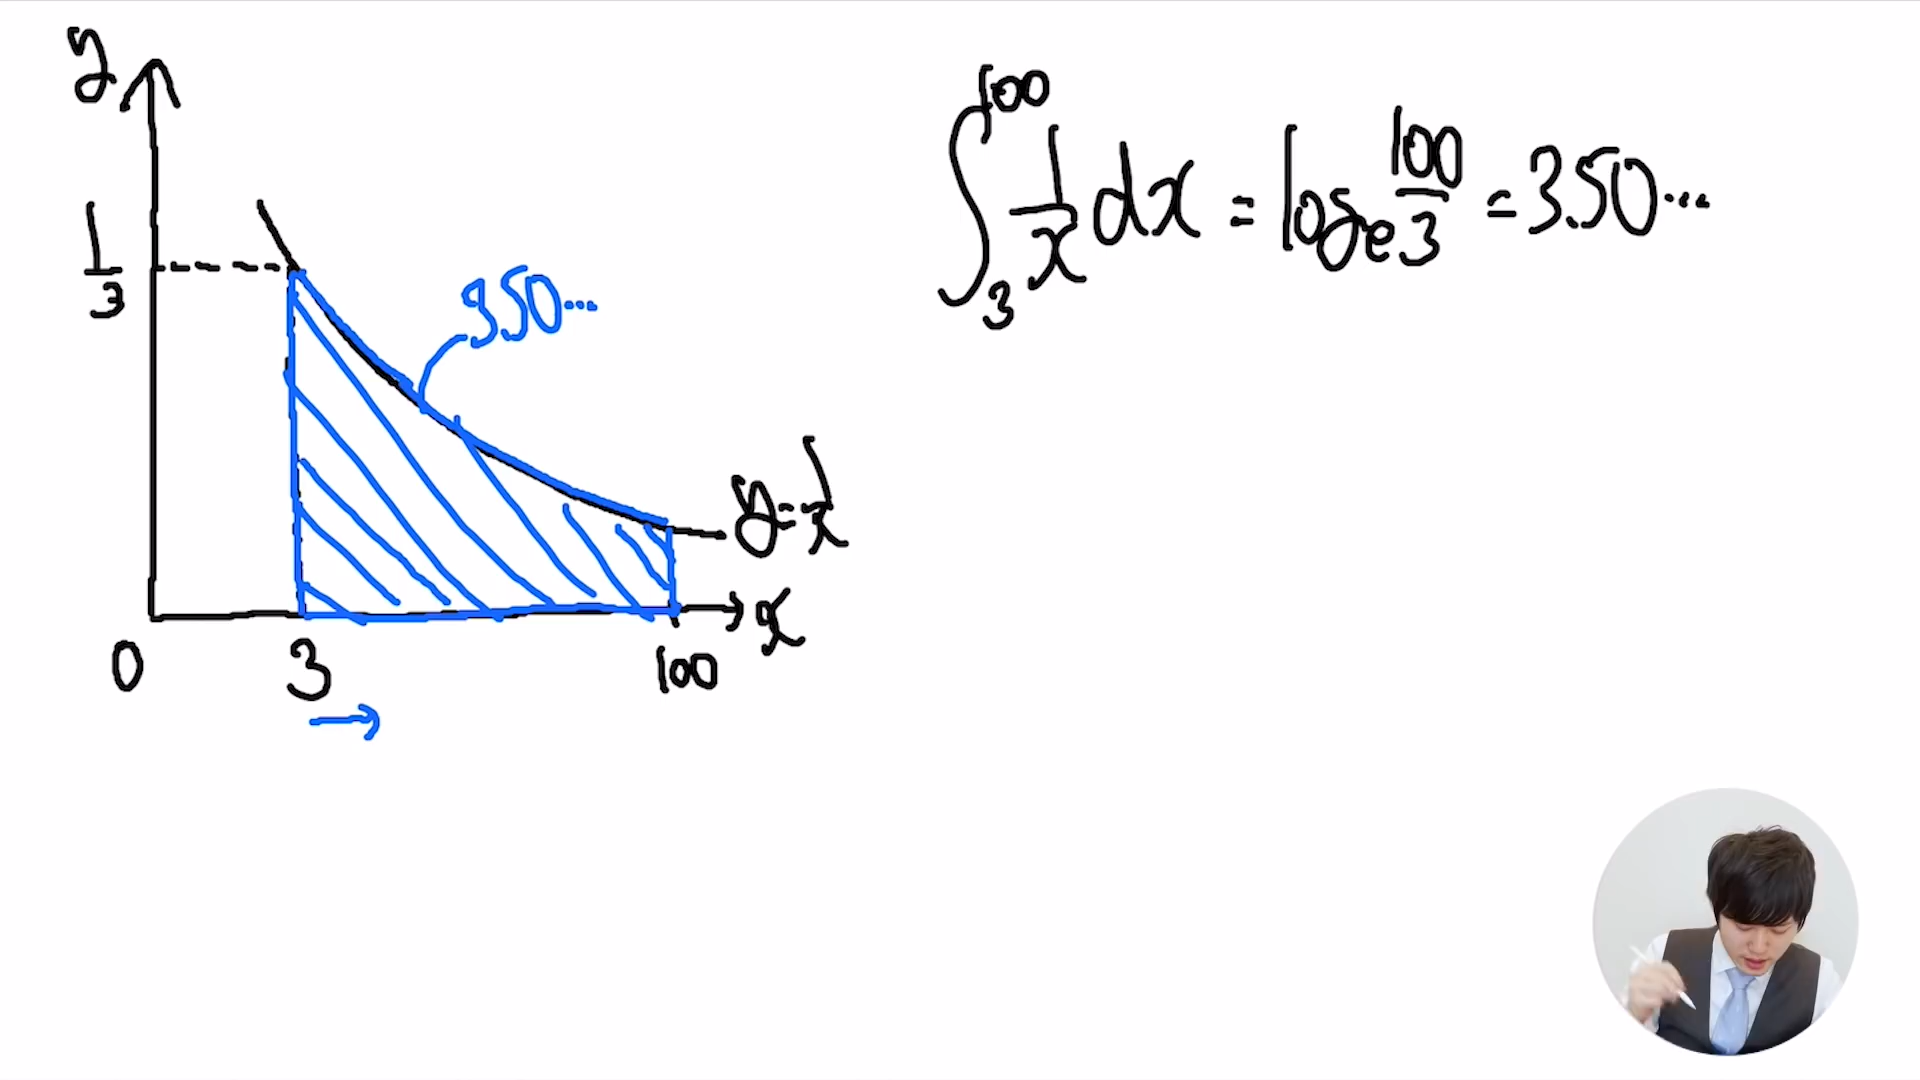 y
1/3
3.50...
y=1/x
x
0
3
→
100
∫₃¹⁰⁰ 1/x dx = logₑ 100/3 = 3.50...